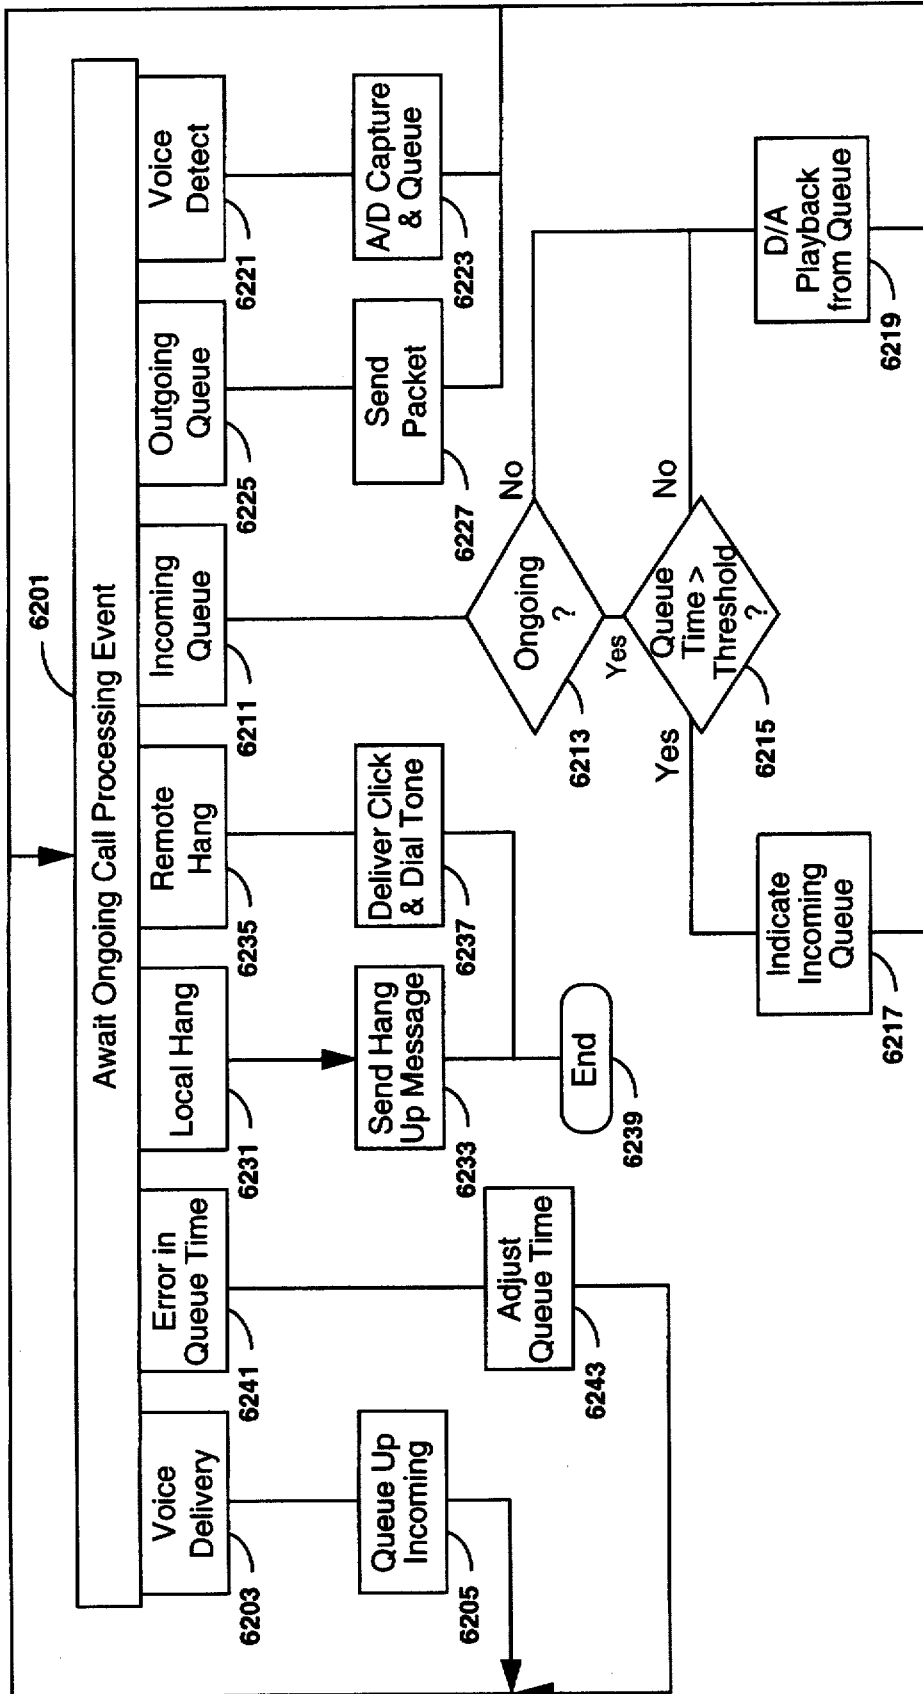 6201
Await Ongoing Call Processing Event
Voice
Delivery
6203
Error in
Queue Time
6241
Local Hang
6231
Remote
Hang
6235
Incoming
Queue
6211
Outgoing
Queue
6225
Voice
Detect
6221
Queue Up
Incoming
6205
Send Hang
Up Message
6233
Deliver Click
& Dial Tone
6237
Send
Packet
6227
A/D Capture
& Queue
6223
Adjust
Queue Time
6243
End
6239
Ongoing
?
6213
No
Yes
Queue
Time >
Threshold
?
6215
Yes
No
Indicate
Incoming
Queue
6217
D/A
Playback
from Queue
6219